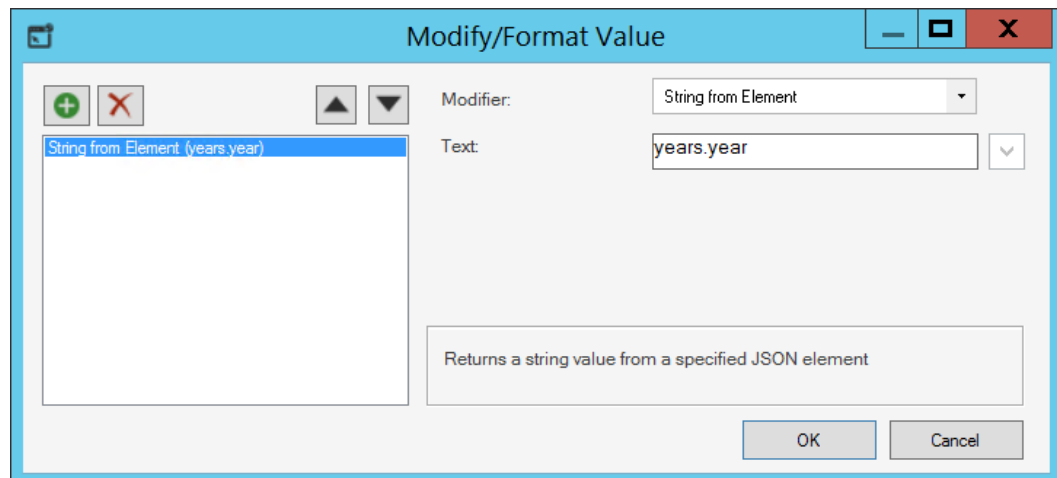 Modify/Format Value
Modifier:
String from Element
String from Element (years.year)
Text:
years.year
Returns a string value from a specified JSON element
OK
Cancel